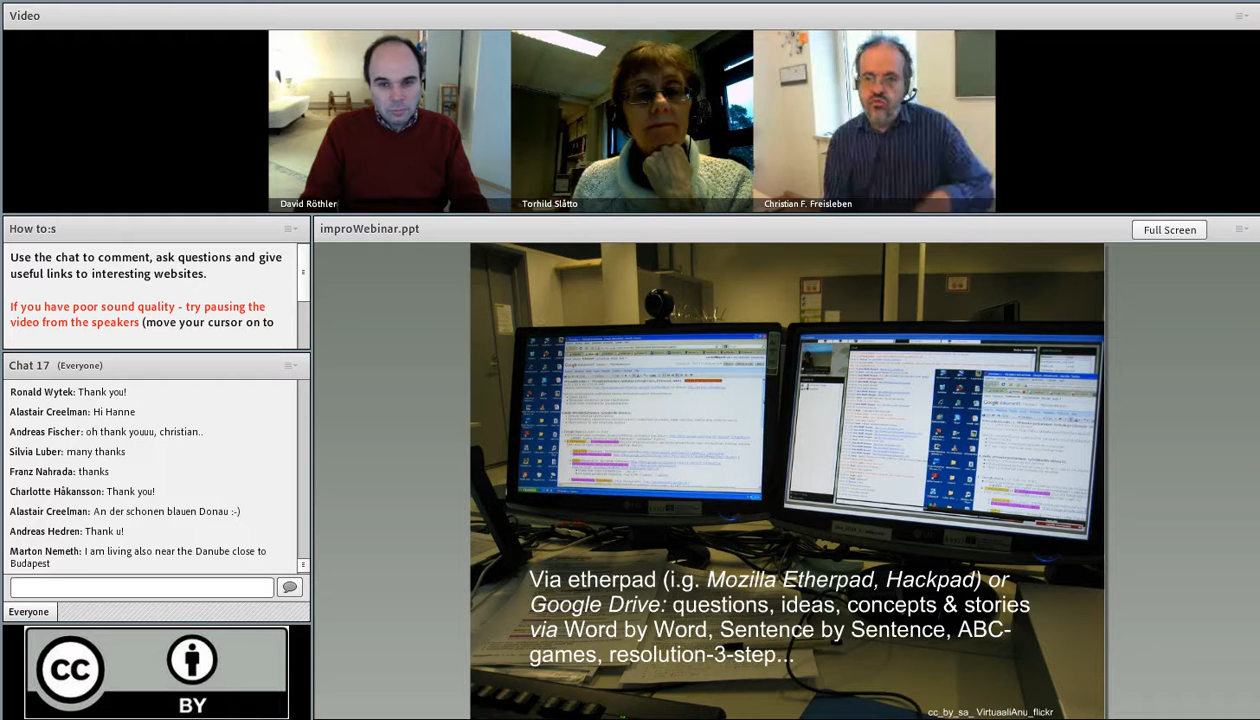 Video
David Röthler
Torhild Slåtto
Christian F. Freisleben
How to:s
Use the chat to comment, ask questions and give
useful links to interesting websites.
If you have poor sound quality - try pausing the
video from the speakers (move your cursor on to
Chat 17 (Everyone)
Ronald Wytek: Thank you!
Alastair Creelman: Hi Hanne
Andreas Fischer: oh thank youuu, christian..
Silvia Luber: many thanks
Franz Nahrada: thanks
Charlotte Håkansson: Thank you!
Alastair Creelman: An der schonen blauen Donau :-)
Andreas Hedren: Thank u!
Marton Nemeth: I am living also near the Danube close to
Budapest
Everyone
cc
BY
improWebinar.ppt
Full Screen
Via etherpad (i.g. Mozilla Etherpad, Hackpad) or
Google Drive: questions, ideas, concepts & stories
via Word by Word, Sentence by Sentence, ABC-
games, resolution-3-step...
cc_by_sa_ VirtuaaliAnu_flickr